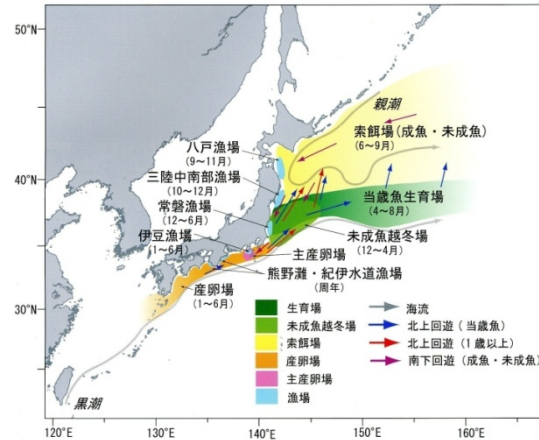 50°N
40°N
30°N
120°E
130°E
140°E
150°E
160°E
親潮
索餌場(成魚・未成魚)
(6~9月)
八戸漁場
(9~11月)
三陸中南部漁場
(10~12月)
常磐漁場
(12~6月)
伊豆漁場
(1~6月)
当歳魚生育場
(4~8月)
未成魚越冬場
(12~4月)
主産卵場
熊野灘・紀伊水道漁場
(周年)
産卵場
(1~6月)
黒潮
生育場
未成魚越冬場
索餌場
産卵場
主産卵場
漁場
海流
北上回遊(当歳魚)
北上回遊(1歳以上)
南下回遊(成魚・未成魚)